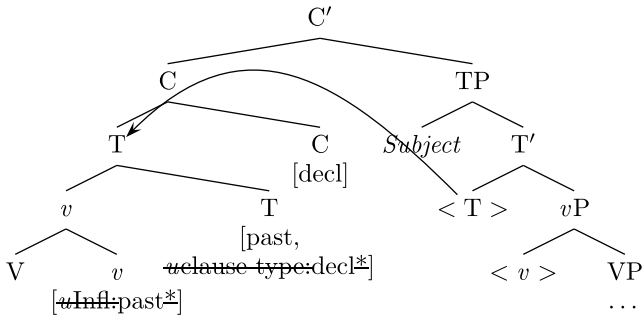 C′
C TP
T C Subject T′
[decl]
v T < T > vP
[past,
uclause type:decl*]
V v < v > VP
[uInfl:past*] . . .